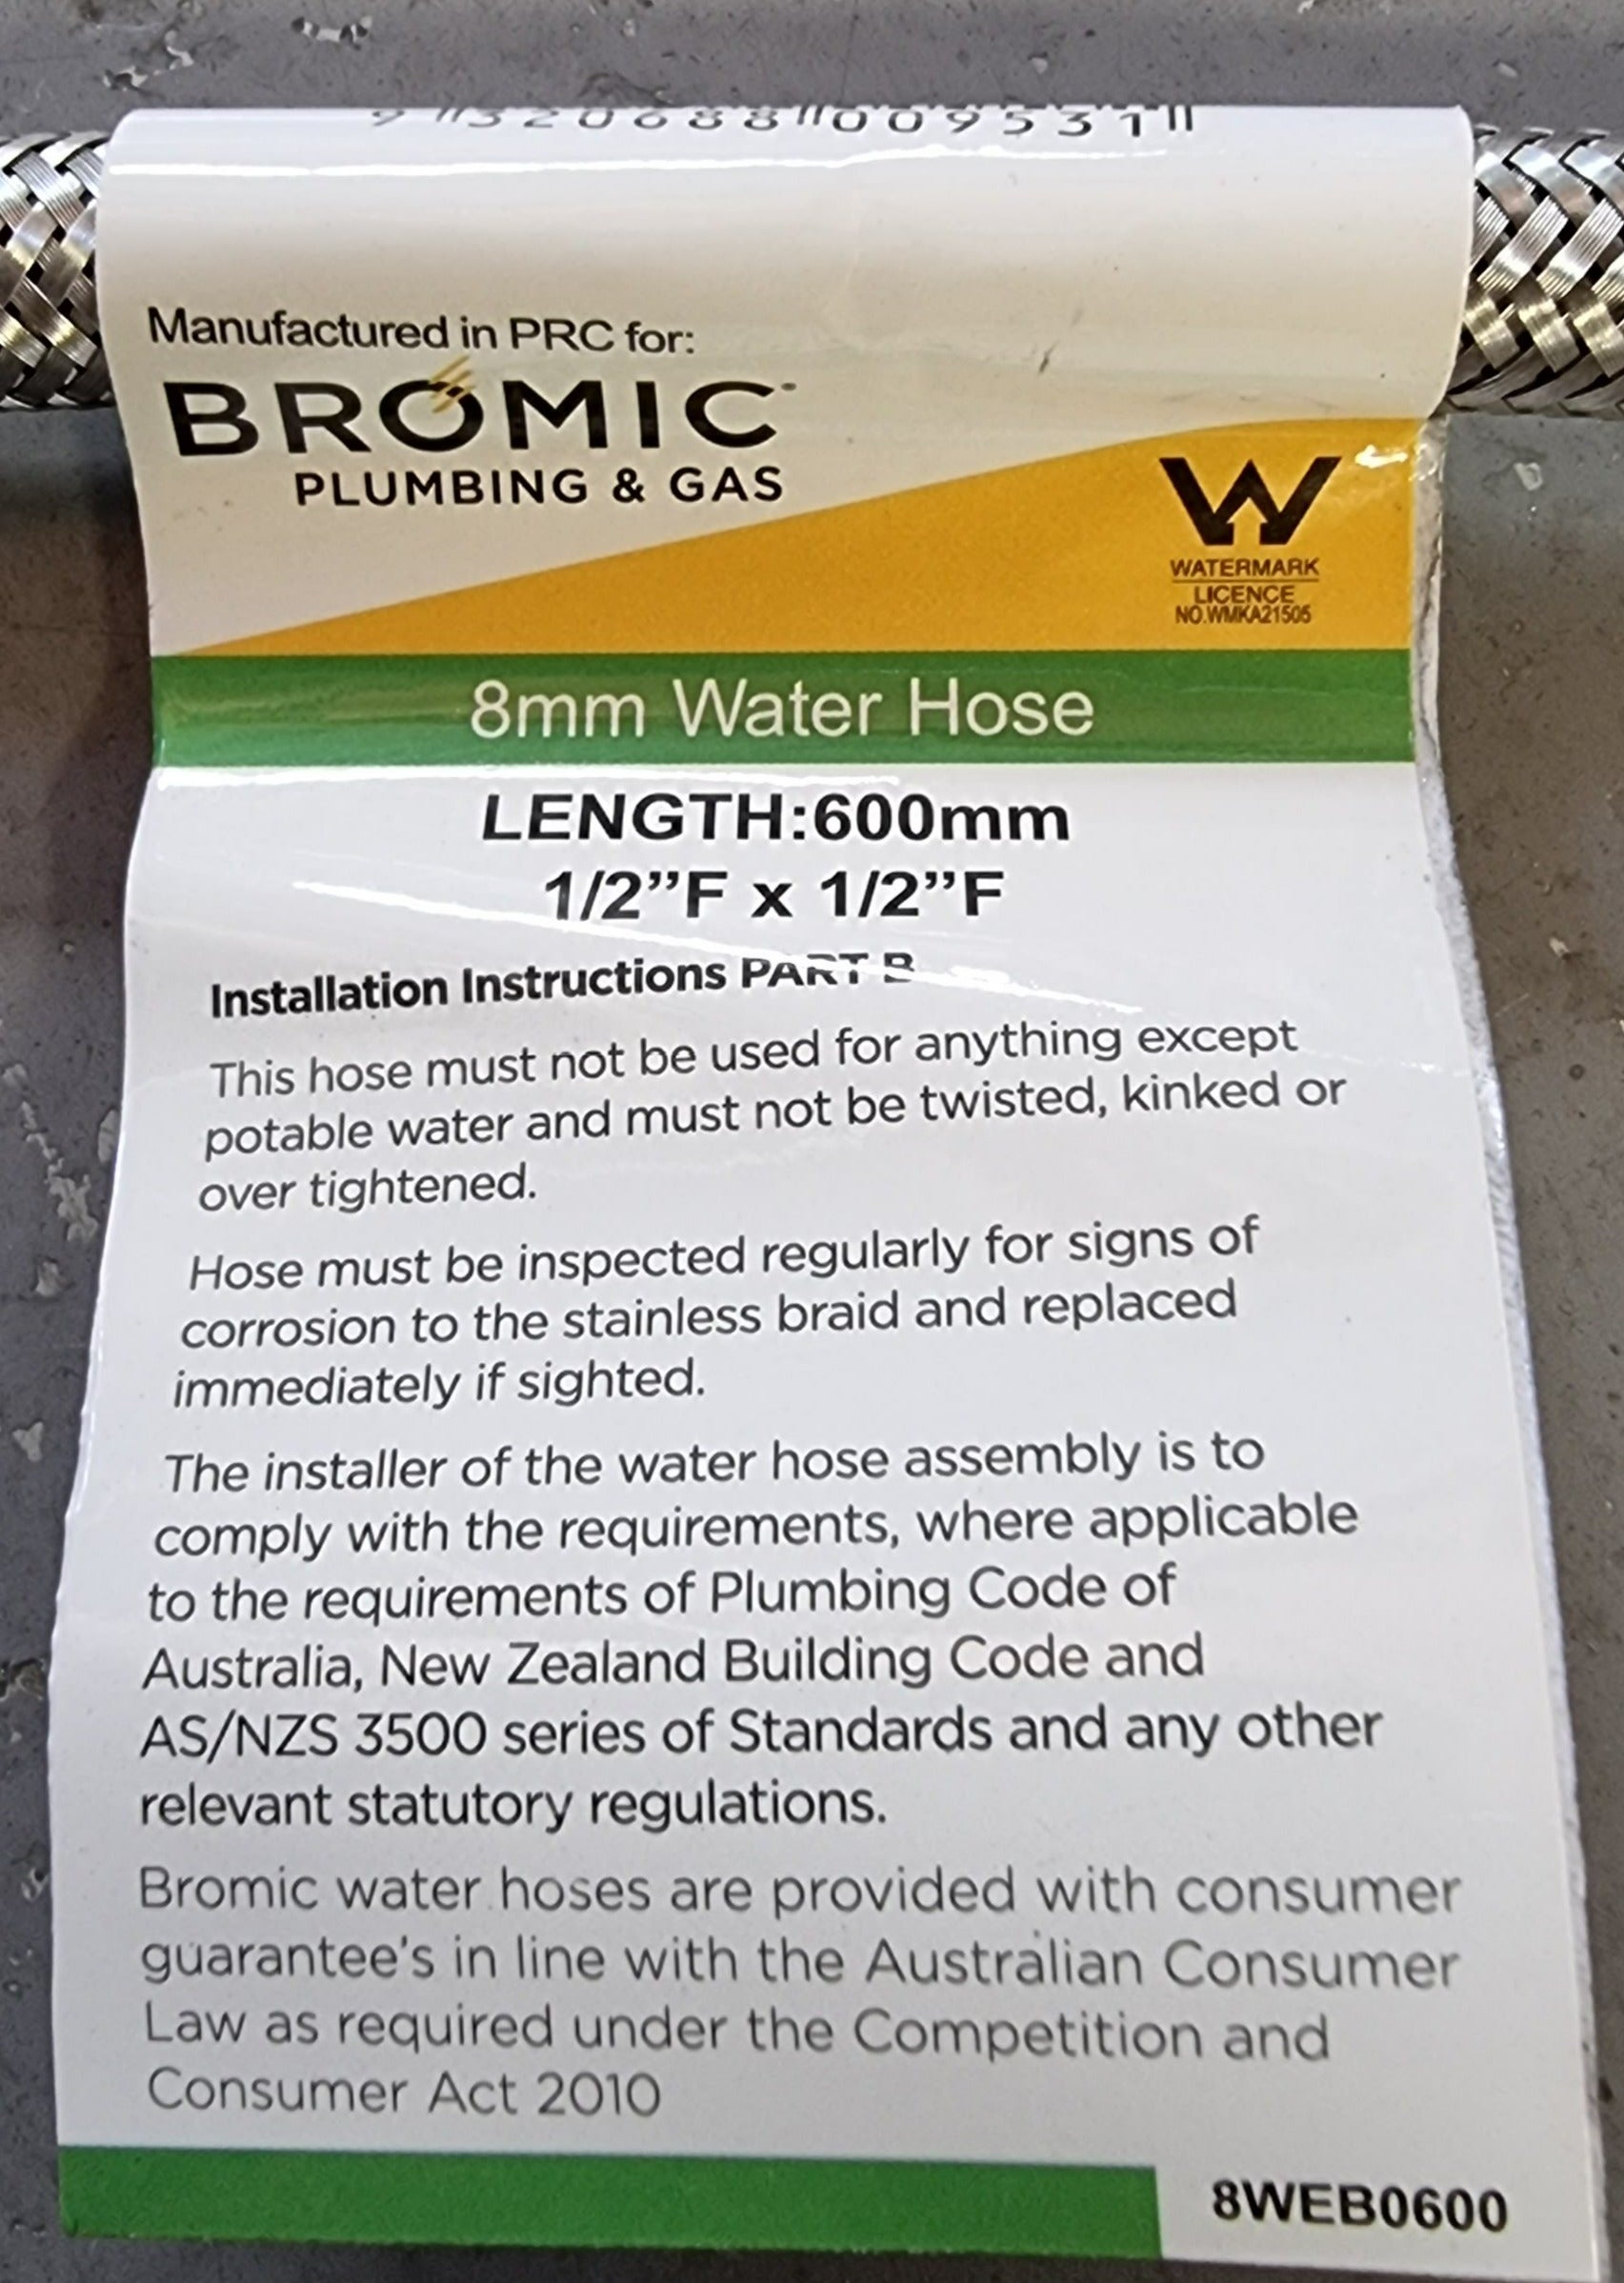 9 320688 009531
Manufactured in PRC for:
BROMIC
PLUMBING & GAS
WATERMARK
LICENCE
NO.WMKA21505
8mm Water Hose
LENGTH:600mm
1/2”F x 1/2”F
Installation Instructions PART B
This hose must not be used for anything except
potable water and must not be twisted, kinked or
over tightened.
Hose must be inspected regularly for signs of
corrosion to the stainless braid and replaced
immediately if sighted.
The installer of the water hose assembly is to
comply with the requirements, where applicable
to the requirements of Plumbing Code of
Australia, New Zealand Building Code and
AS/NZS 3500 series of Standards and any other
relevant statutory regulations.
Bromic water hoses are provided with consumer
guarantee's in line with the Australian Consumer
Law as required under the Competition and
Consumer Act 2010
8WEB0600